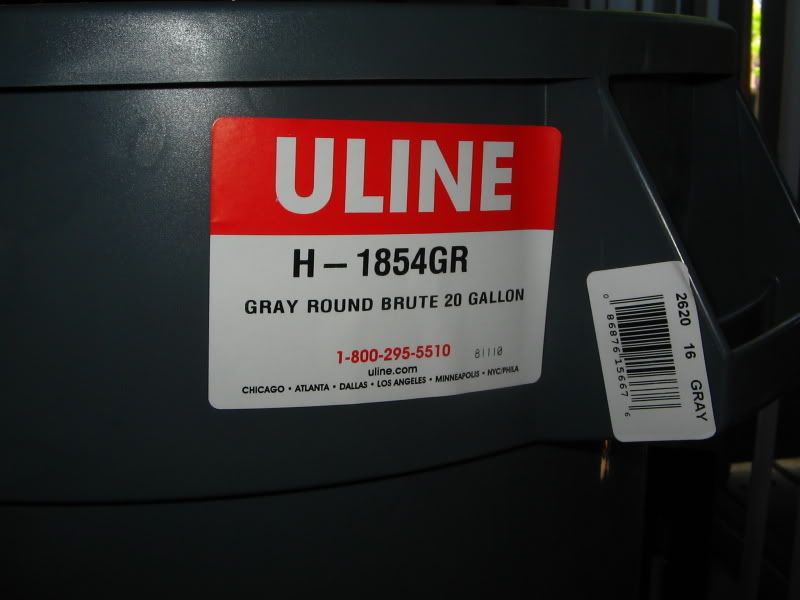 ULINE
H – 1854GR
GRAY ROUND BRUTE 20 GALLON
1-800-295-5510 81110
uline.com
CHICAGO • ATLANTA • DALLAS • LOS ANGELES • MINNEAPOLIS • NYC/PHILA
2620 16 GRAY
0 86876 15667 6